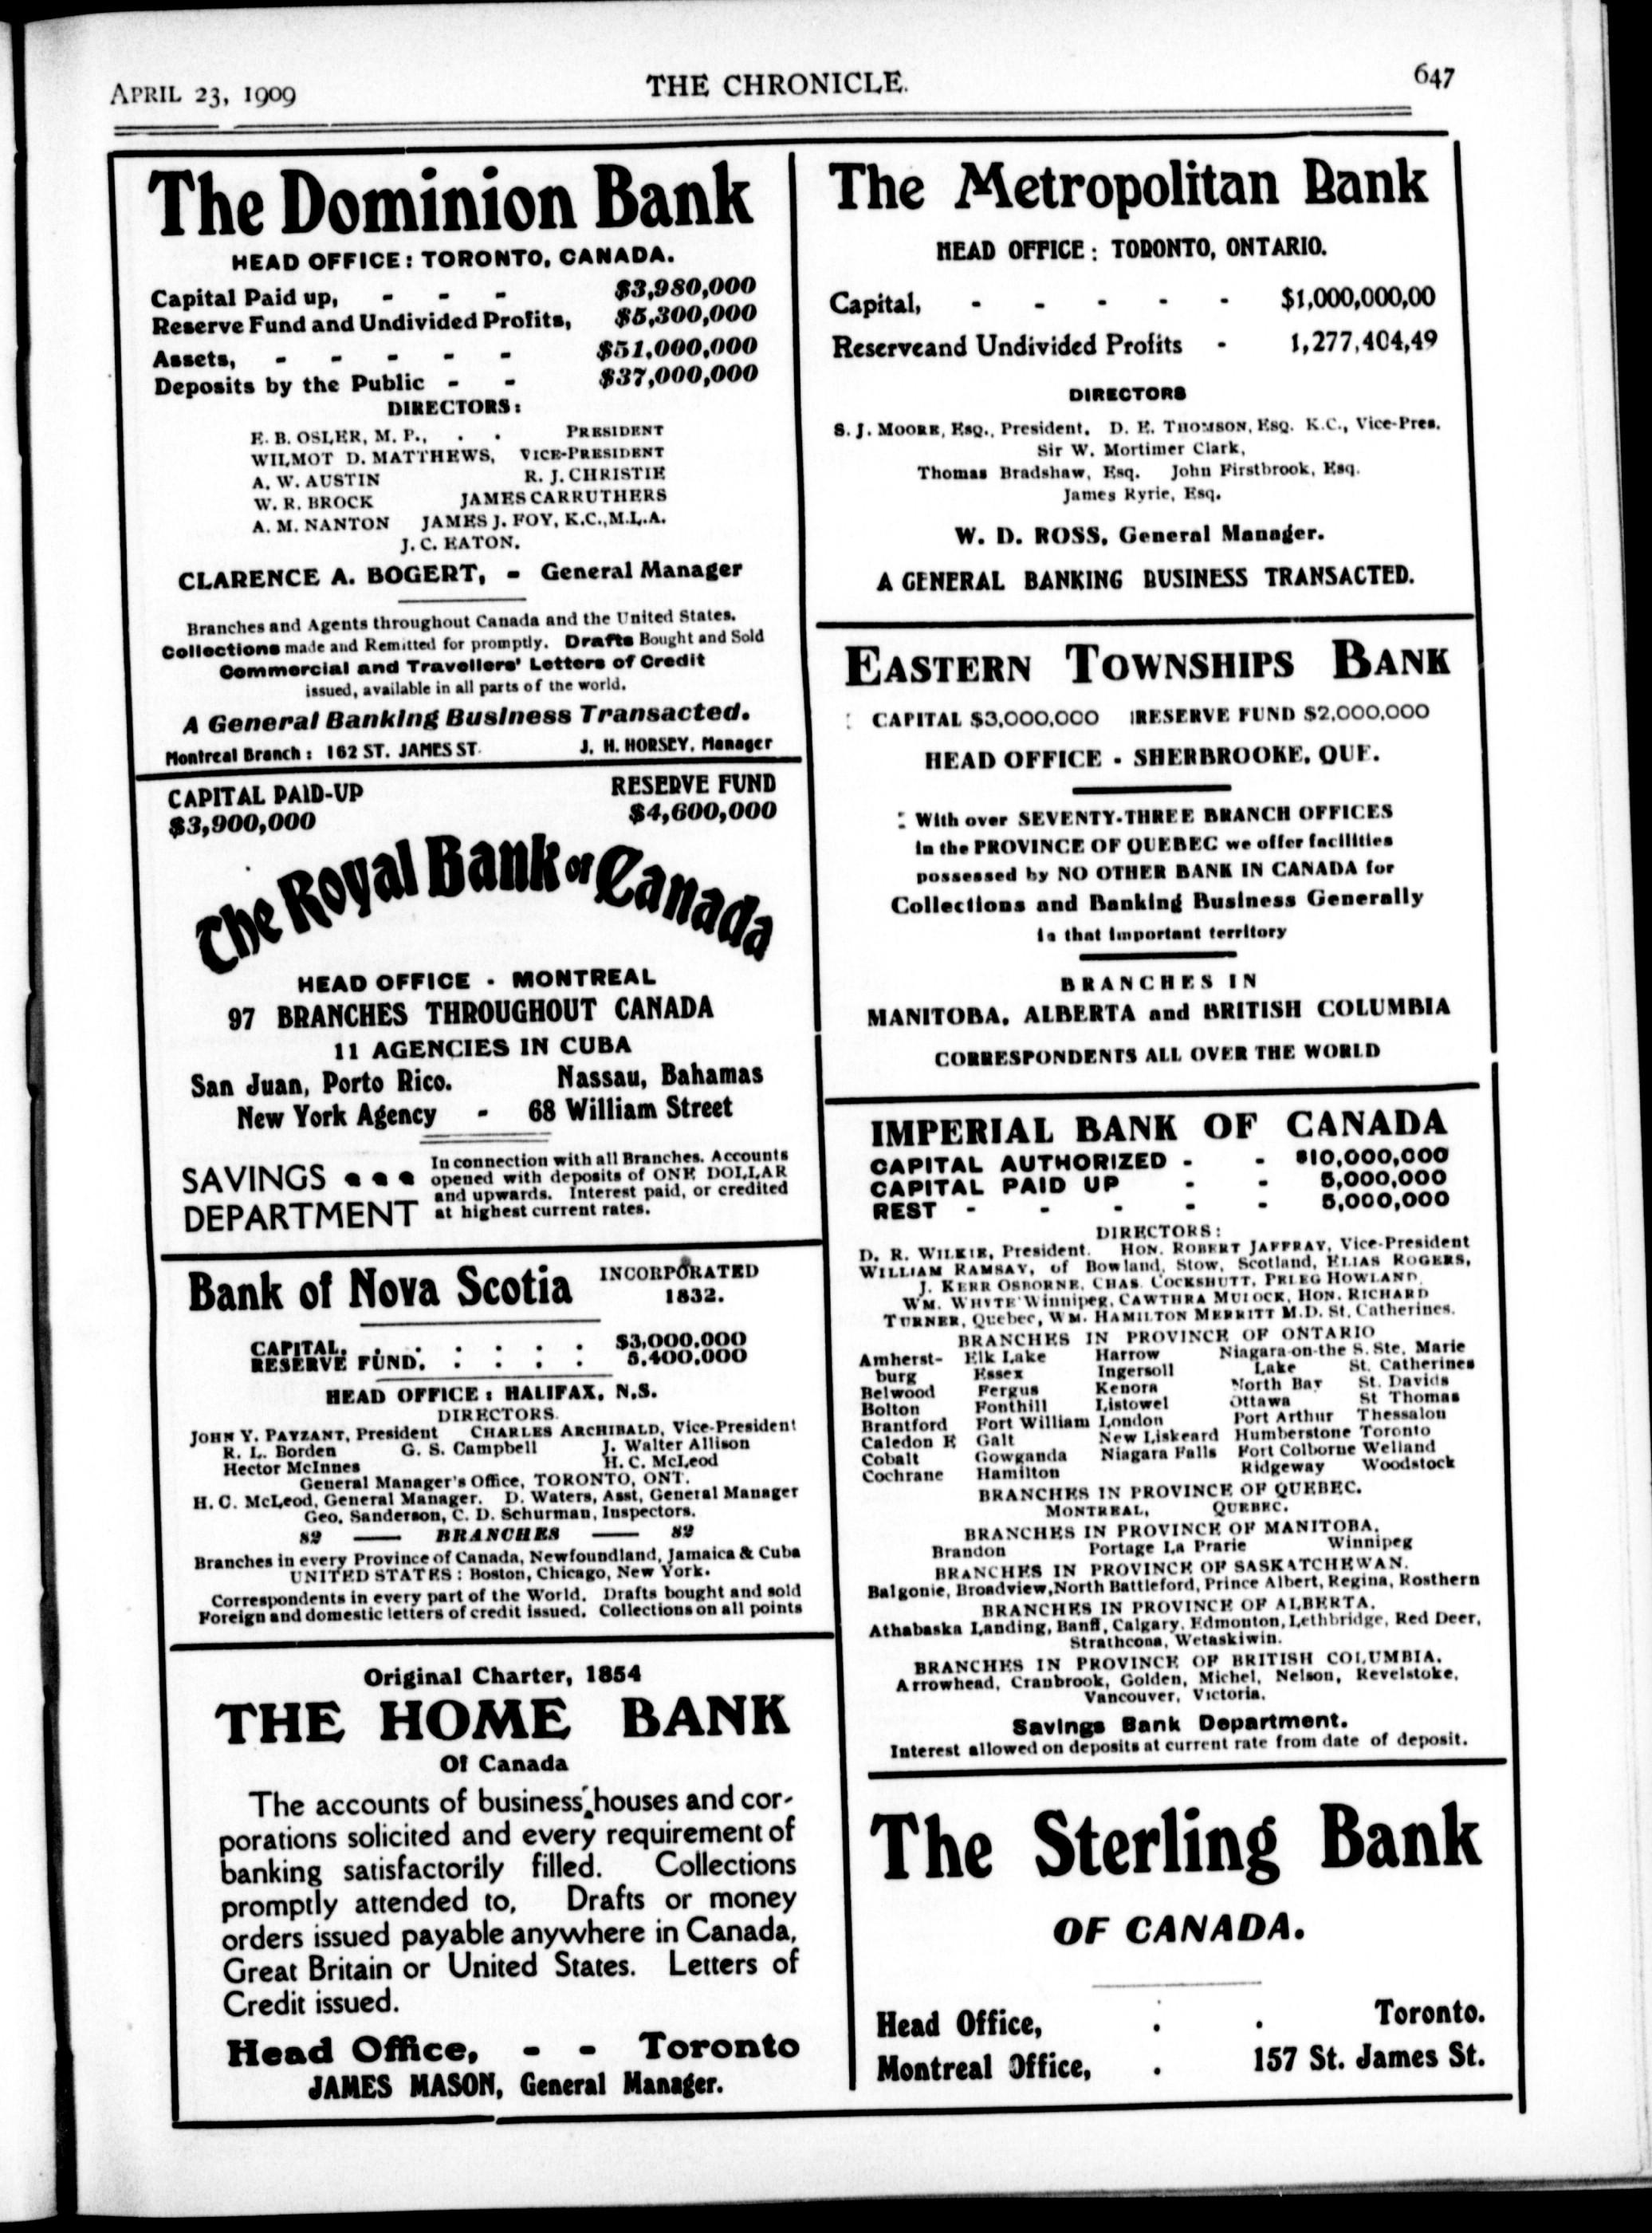 APRIL 23, 1909
THE CHRONICLE.
647
The Dominion Bank
HEAD OFFICE: TORONTO, CANADA.
Capital Paid up, - - - $3,980,000
Reserve Fund and Undivided Profits, $5,300,000
Assets, - - - - - $51,000,000
Deposits by the Public - - $37,000,000
DIRECTORS:
E. B. OSLER, M. P., . . PRESIDENT
WILMOT D. MATTHEWS, VICE-PRESIDENT
A. W. AUSTIN R. J. CHRISTIE
W. R. BROCK JAMES CARRUTHERS
A. M. NANTON JAMES J. FOY, K.C., M.L.A.
J. C. EATON.
CLARENCE A. BOGERT, - General Manager
Branches and Agents throughout Canada and the United States.
Collections made and Remitted for promptly. Drafts Bought and Sold
Commercial and Travellers' Letters of Credit
issued, available in all parts of the world.
A General Banking Business Transacted.
Montreal Branch: 162 ST. JAMES ST. J. H. HORSEY, Manager
CAPITAL PAID-UP RESERVE FUND
$3,900,000 $4,600,000
The Royal Bank of Canada
HEAD OFFICE - MONTREAL
97 BRANCHES THROUGHOUT CANADA
11 AGENCIES IN CUBA
San Juan, Porto Rico. Nassau, Bahamas
New York Agency - 68 William Street
SAVINGS DEPARTMENT
In connection with all Branches. Accounts
opened with deposits of ONE DOLLAR
and upwards. Interest paid, or credited
at highest current rates.
Bank of Nova Scotia INCORPORATED
1832.
CAPITAL, . . . . . . $3,000,000
RESERVE FUND, . . . . 5,400,000
HEAD OFFICE: HALIFAX, N.S.
DIRECTORS.
JOHN Y. PAYZANT, President CHARLES ARCHIBALD, Vice-President
R. L. Borden G. S. Campbell J. Walter Allison
Hector McInnes H. C. McLeod
General Manager's Office, TORONTO, ONT.
H. C. McLeod, General Manager. D. Waters, Asst, General Manager
Geo. Sanderson, C. D. Schurman, Inspectors.
82 —— BRANCHES —— 82
Branches in every Province of Canada, Newfoundland, Jamaica & Cuba
UNITED STATES: Boston, Chicago, New York.
Correspondents in every part of the World. Drafts bought and sold
Foreign and domestic letters of credit issued. Collections on all points
Original Charter, 1854
THE HOME BANK
Of Canada
The accounts of business houses and cor-
porations solicited and every requirement of
banking satisfactorily filled. Collections
promptly attended to, Drafts or money
orders issued payable anywhere in Canada,
Great Britain or United States. Letters of
Credit issued.
Head Office, - - Toronto
JAMES MASON, General Manager.
The Metropolitan Bank
HEAD OFFICE: TORONTO, ONTARIO.
Capital, - - - - - $1,000,000,00
Reserveand Undivided Profits - 1,277,404,49
DIRECTORS
S. J. MOORE, Esq., President, D. E. THOMSON, Esq. K.C., Vice-Pres.
Sir W. Mortimer Clark,
Thomas Bradshaw, Esq. John Firstbrook, Esq.
James Ryrie, Esq.
W. D. ROSS, General Manager.
A GENERAL BANKING BUSINESS TRANSACTED.
EASTERN TOWNSHIPS BANK
CAPITAL $3,000,000 RESERVE FUND $2,000,000
HEAD OFFICE - SHERBROOKE, QUE.
With over SEVENTY-THREE BRANCH OFFICES
in the PROVINCE OF QUEBEC we offer facilities
possessed by NO OTHER BANK IN CANADA for
Collections and Banking Business Generally
in that important territory
BRANCHES IN
MANITOBA, ALBERTA and BRITISH COLUMBIA
CORRESPONDENTS ALL OVER THE WORLD
IMPERIAL BANK OF CANADA
CAPITAL AUTHORIZED - - $10,000,000
CAPITAL PAID UP - - 5,000,000
REST - - - - - 5,000,000
DIRECTORS:
D. R. WILKIE, President. HON. ROBERT JAFFRAY, Vice-President
WILLIAM RAMSAY, of Bowland, Stow, Scotland, ELIAS ROGERS,
J. KERR OSBORNE, CHAS. COCKSHUTT, PELEG HOWLAND,
WM. WHYTE Winnipeg, CAWTHRA MULOCK, HON. RICHARD
TURNER, Quebec, WM. HAMILTON MERRITT M.D. St. Catherines.
BRANCHES IN PROVINCE OF ONTARIO
Amherst- Elk Lake Harrow Niagara-on-the S. Ste. Marie
burg Essex Ingersoll Lake St. Catherines
Belwood Fergus Kenora North Bay St. Davids
Bolton Fonthill Listowel Ottawa St Thomas
Brantford Fort William London Port Arthur Thessalon
Caledon E Galt New Liskeard Humberstone Toronto
Cobalt Gowganda Niagara Falls Port Colborne Welland
Cochrane Hamilton Ridgeway Woodstock
BRANCHES IN PROVINCE OF QUEBEC.
MONTREAL, QUEBEC.
BRANCHES IN PROVINCE OF MANITOBA.
Brandon Portage La Prarie Winnipeg
BRANCHES IN PROVINCE OF SASKATCHEWAN.
Balgonie, Broadview, North Battleford, Prince Albert, Regina, Rosthern
BRANCHES IN PROVINCE OF ALBERTA.
Athabaska Landing, Banff, Calgary, Edmonton, Lethbridge, Red Deer,
Strathcona, Wetaskiwin.
BRANCHES IN PROVINCE OF BRITISH COLUMBIA.
Arrowhead, Cranbrook, Golden, Michel, Nelson, Revelstoke,
Vancouver, Victoria.
Savings Bank Department.
Interest allowed on deposits at current rate from date of deposit.
The Sterling Bank
OF CANADA.
Head Office, . . Toronto.
Montreal Office, . 157 St. James St.